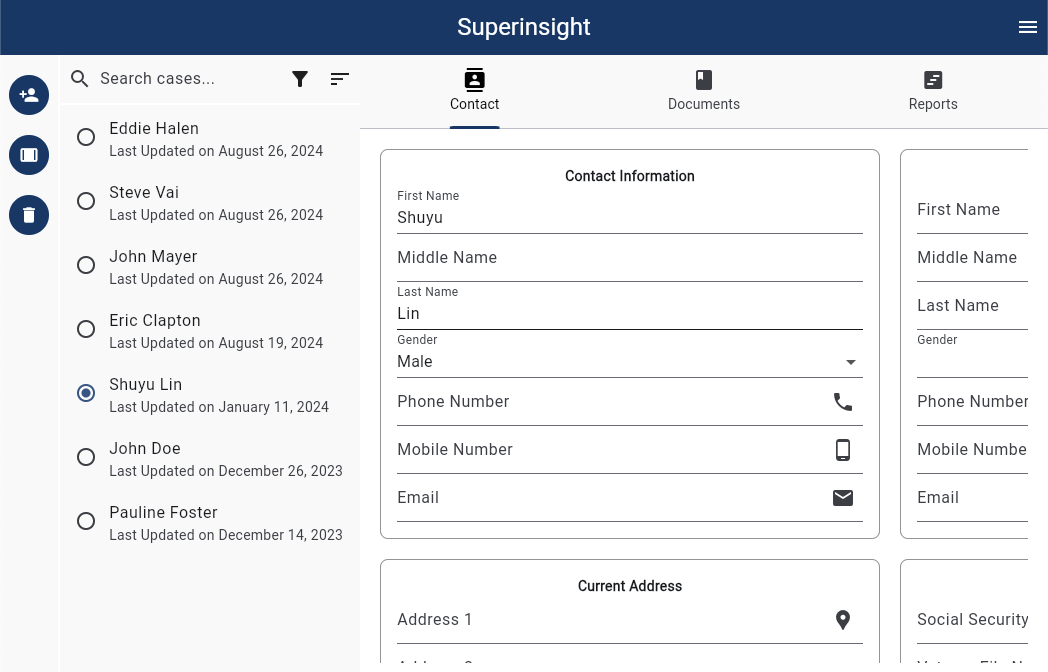 Superinsight
Search cases...
Eddie Halen
Last Updated on August 26, 2024
Steve Vai
Last Updated on August 26, 2024
John Mayer
Last Updated on August 26, 2024
Eric Clapton
Last Updated on August 19, 2024
Shuyu Lin
Last Updated on January 11, 2024
John Doe
Last Updated on December 26, 2023
Pauline Foster
Last Updated on December 14, 2023
Contact
Documents
Reports
Contact Information
First Name
Shuyu
Middle Name
Last Name
Lin
Gender
Male
Phone Number
Mobile Number
Email
First Name
Middle Name
Last Name
Gender
Phone Number
Mobile Numbe
Email
Current Address
Address 1
Social Security